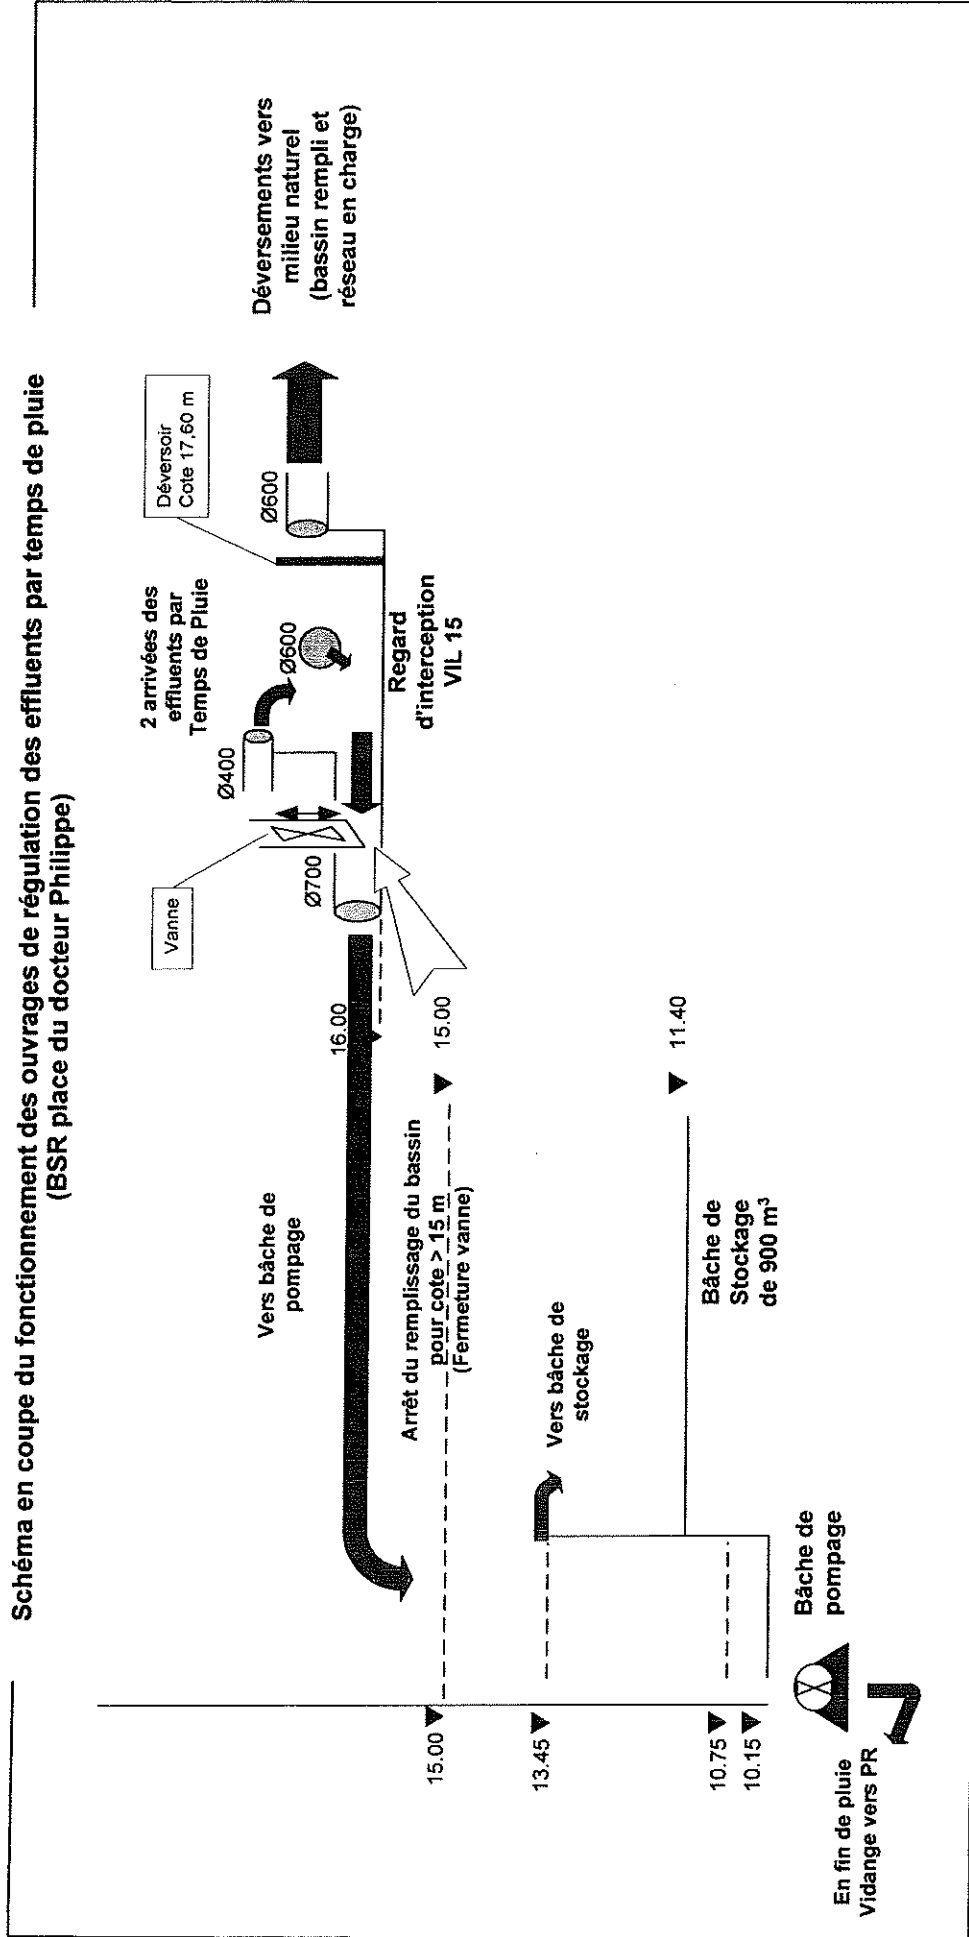 Schéma en coupe du fonctionnement des ouvrages de régulation des effluents par temps de pluie
(BSR place du docteur Philippe)
Vanne
2 arrivées des
effluents par
Temps de Pluie
Déversoir
Cote 17,60 m
Déversements vers
milieu naturel
(bassin rempli et
réseau en charge)
Ø400
Ø600
Ø600
Ø700
Regard
d'interception
VIL 15
Vers bâche de
pompage
16.00
Arrêt du remplissage du bassin
pour cote > 15 m
(Fermeture vanne)
15.00
15.00
Vers bâche de
stockage
13.45
11.40
Bâche de
Stockage
de 900 m³
10.75
10.15
Bâche de
pompage
En fin de pluie
Vidange vers PR